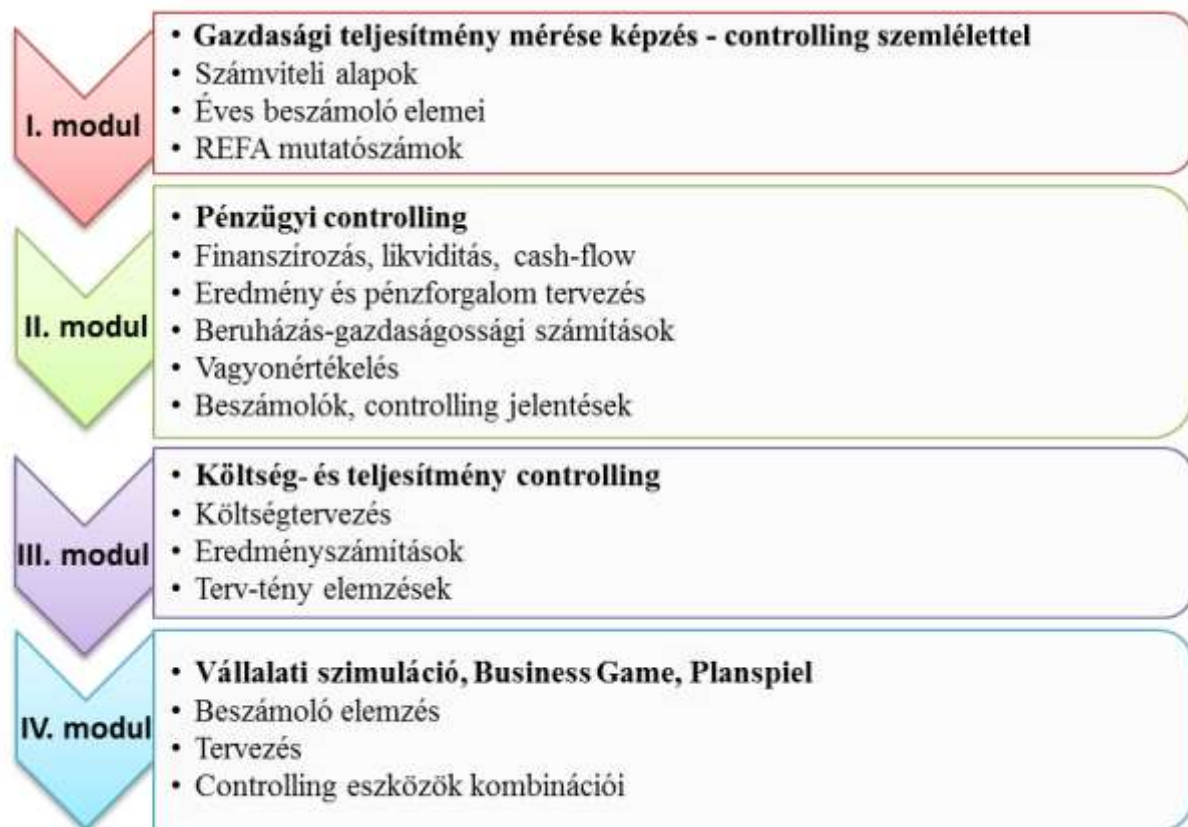 I. modul
• Gazdasági teljesítmény mérése képzés - controlling szemlélettel
• Számviteli alapok
• Éves beszámoló elemei
• REFA mutatószámok
II. modul
• Pénzügyi controlling
• Finanszírozás, likviditás, cash-flow
• Eredmény és pénzforgalom tervezés
• Beruházás-gazdaságossági számítások
• Vagyonértékelés
• Beszámolók, controlling jelentések
III. modul
• Költség- és teljesítmény controlling
• Költségtervezés
• Eredményszámítások
• Terv-tény elemzések
IV. modul
• Vállalati szimuláció, Business Game, Planspiel
• Beszámoló elemzés
• Tervezés
• Controlling eszközök kombinációi